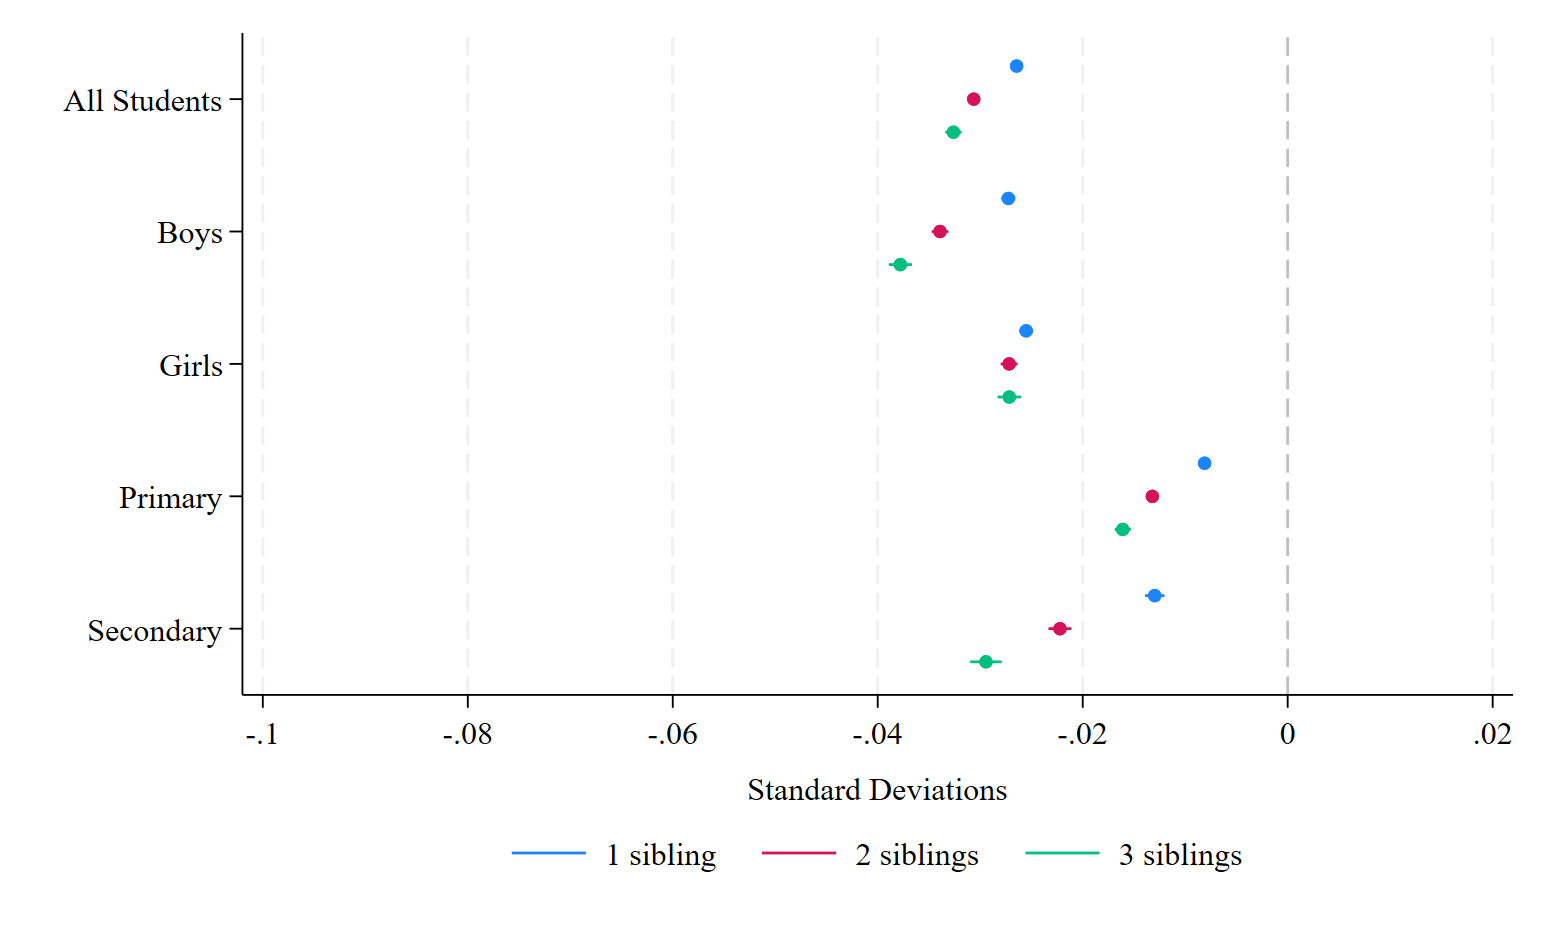 All Students
Boys
Girls
Primary
Secondary
-.1 -.08 -.06 -.04 -.02 0 .02
Standard Deviations
1 sibling 2 siblings 3 siblings